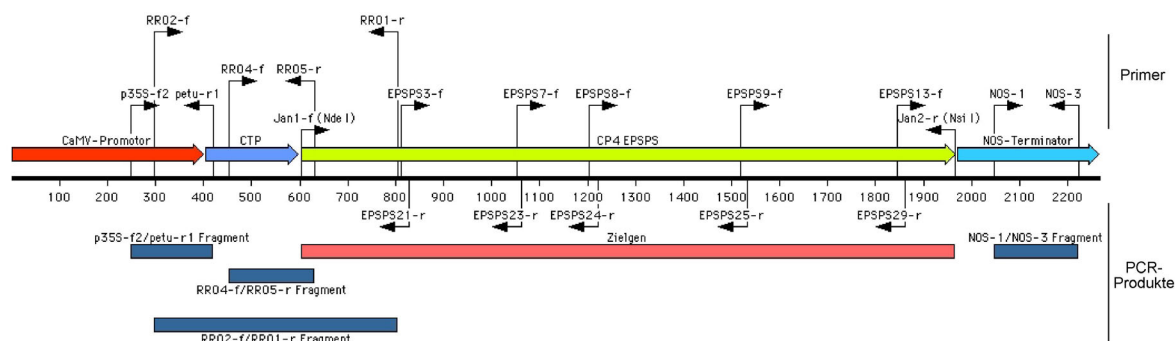 RR02-f
RR01-r
RR04-f
RR05-r
p35S-f2
petu-r1
EPSPS3-f
EPSPS7-f
EPSPS8-f
EPSPS9-f
EPSPS13-f
NOS-1
NOS-3
Primer
Jan1-f (Nde I)
Jan2-r (Nsi I)
CaMV-Promotor
CTP
CP4 EPSPS
NOS-Terminator
100 200 300 400 500 600 700 800 900 1000 1100 1200 1300 1400 1500 1600 1700 1800 1900 2000 2100 2200
EPSPS21-r
EPSPS23-r
EPSPS24-r
EPSPS25-r
EPSPS29-r
p35S-f2/petu-r1 Fragment
Zielgen
NOS-1/NOS-3 Fragment
PCR-
Produkte
RR04-f/RR05-r Fragment
RR02-f/RR01-r Fragment